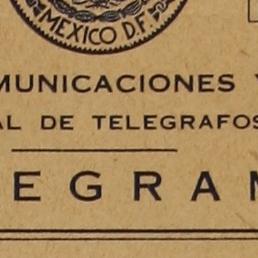 MEXICO D.F.
MUNICACIONES Y
AL DE TELEGRAFOS
EGRAM